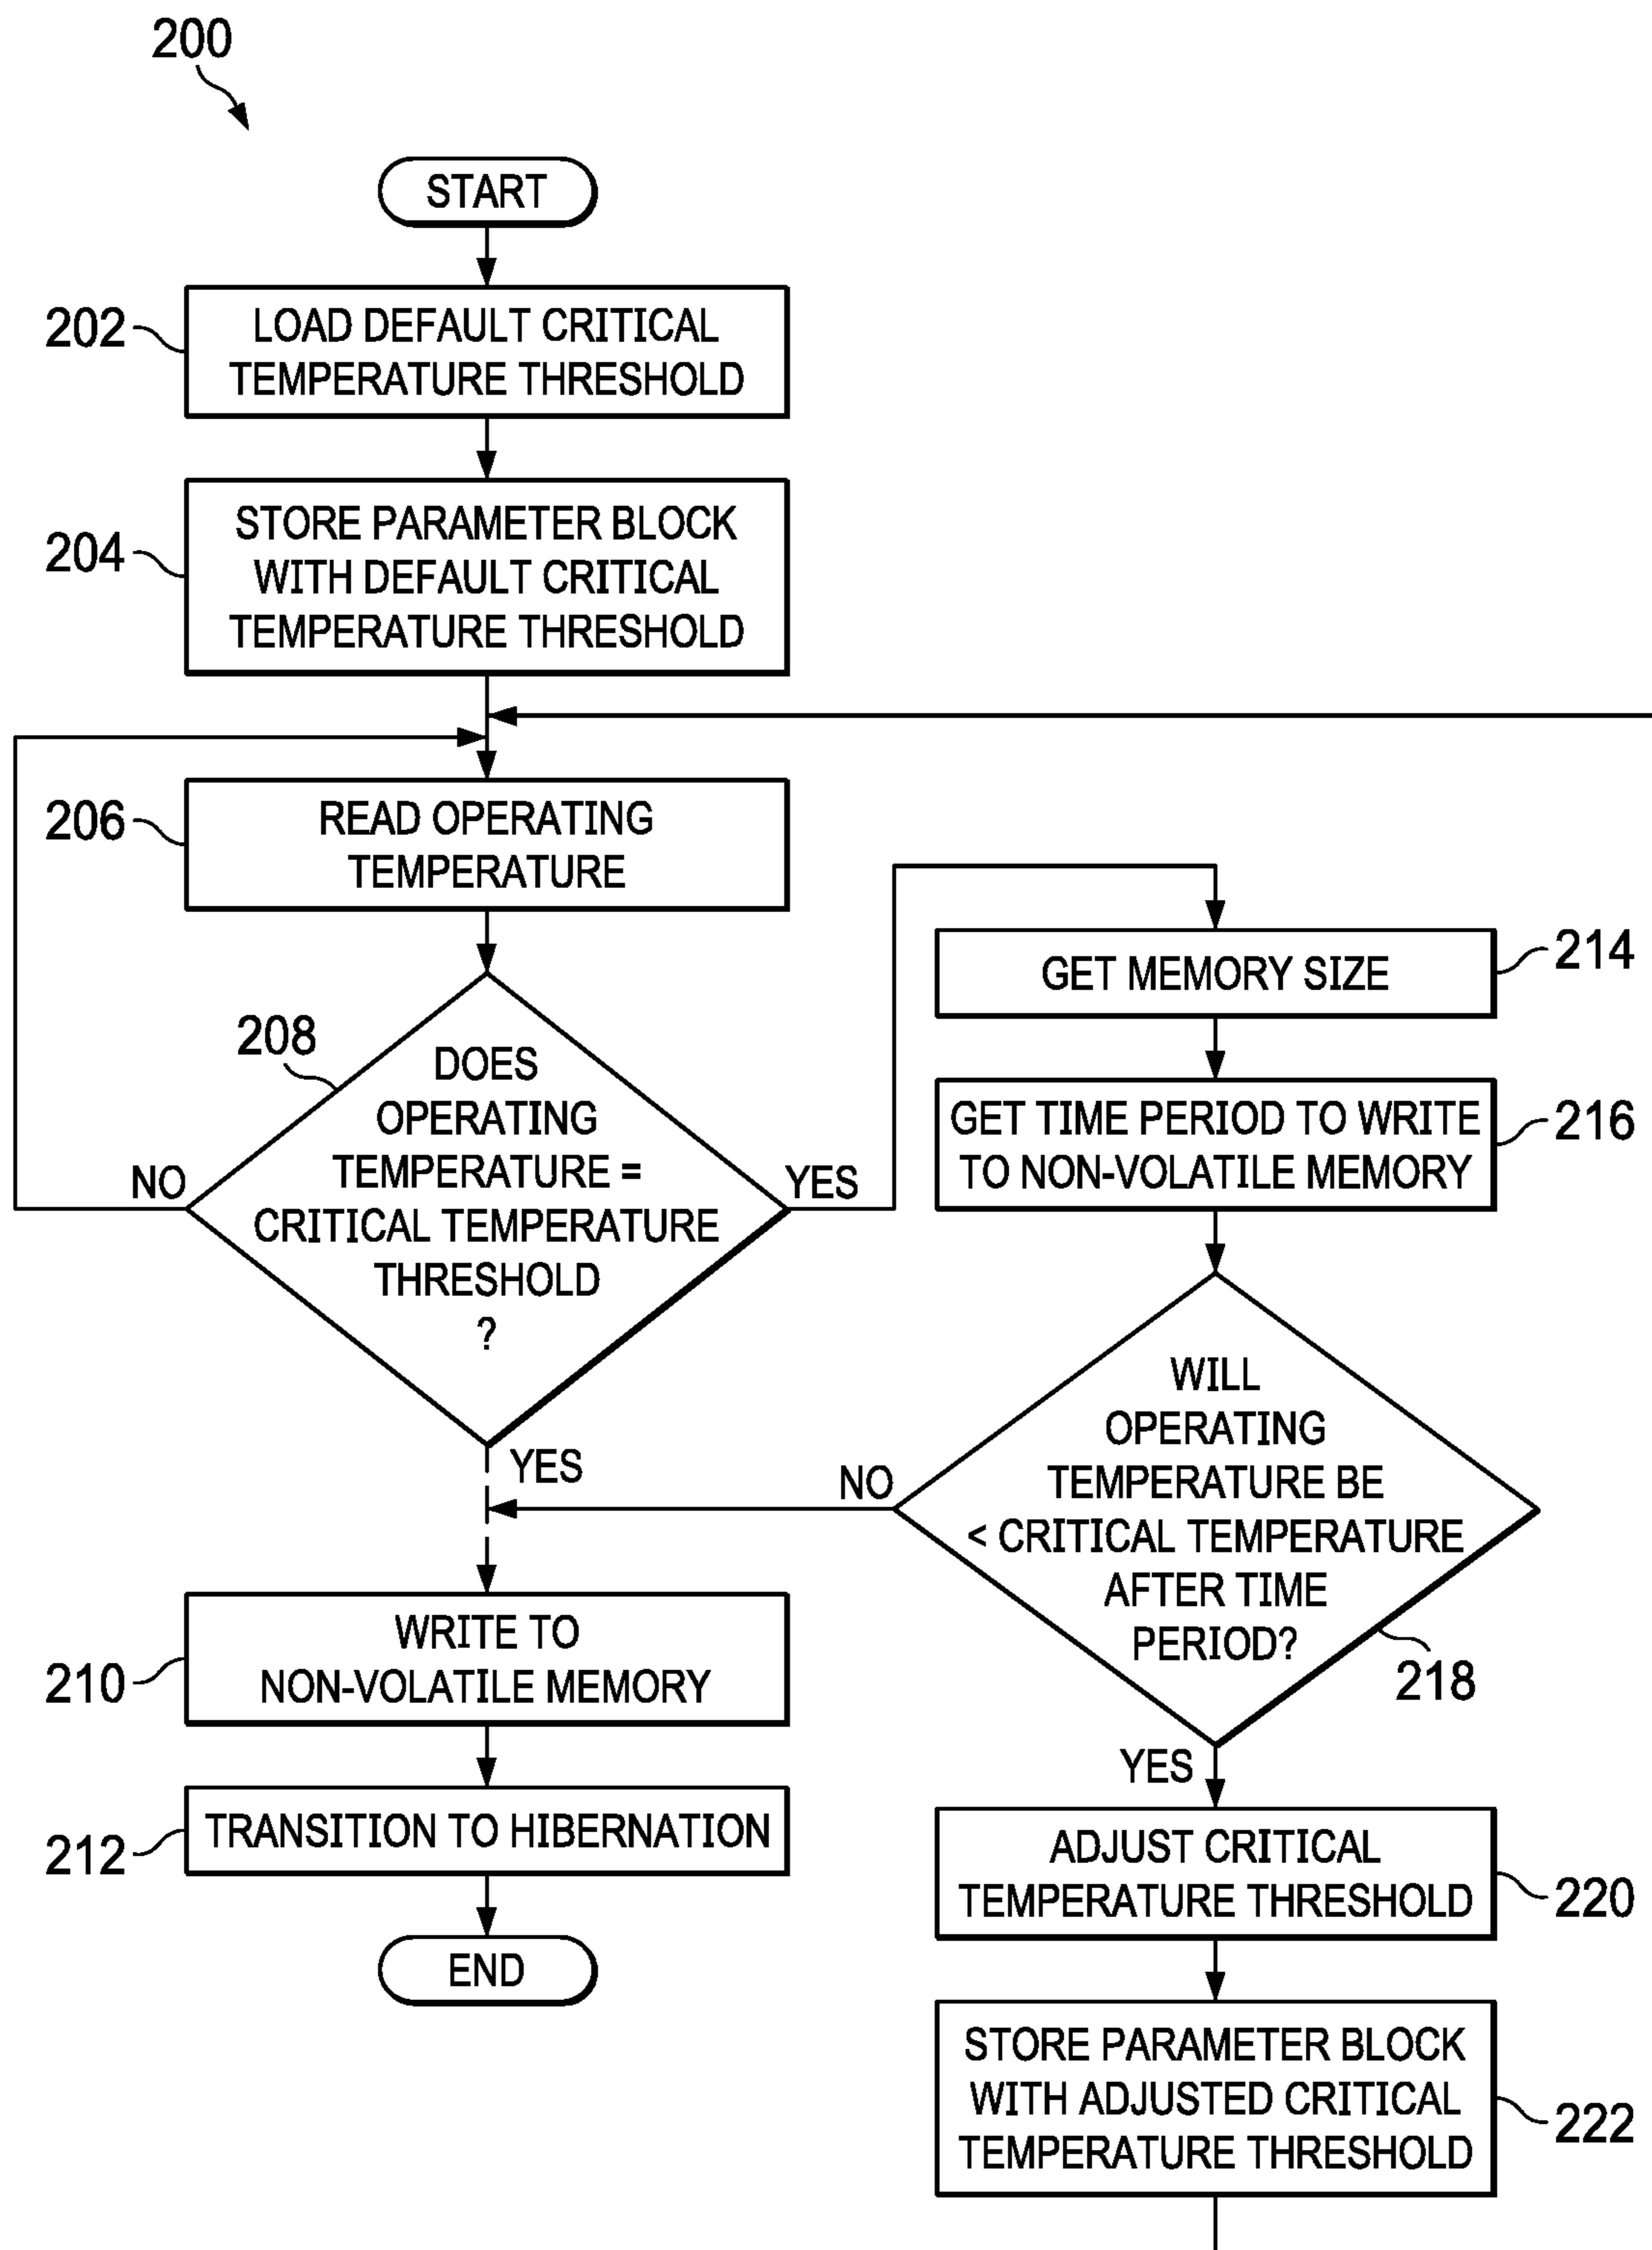 200
START
202
LOAD DEFAULT CRITICAL
TEMPERATURE THRESHOLD
204
STORE PARAMETER BLOCK
WITH DEFAULT CRITICAL
TEMPERATURE THRESHOLD
206
READ OPERATING
TEMPERATURE
208
DOES
OPERATING
TEMPERATURE =
CRITICAL TEMPERATURE
THRESHOLD
?
NO
YES
YES
210
WRITE TO
NON-VOLATILE MEMORY
212
TRANSITION TO HIBERNATION
END
GET MEMORY SIZE
214
GET TIME PERIOD TO WRITE
TO NON-VOLATILE MEMORY
216
WILL
OPERATING
TEMPERATURE BE
< CRITICAL TEMPERATURE
AFTER TIME
PERIOD?
218
NO
YES
ADJUST CRITICAL
TEMPERATURE THRESHOLD
220
STORE PARAMETER BLOCK
WITH ADJUSTED CRITICAL
TEMPERATURE THRESHOLD
222